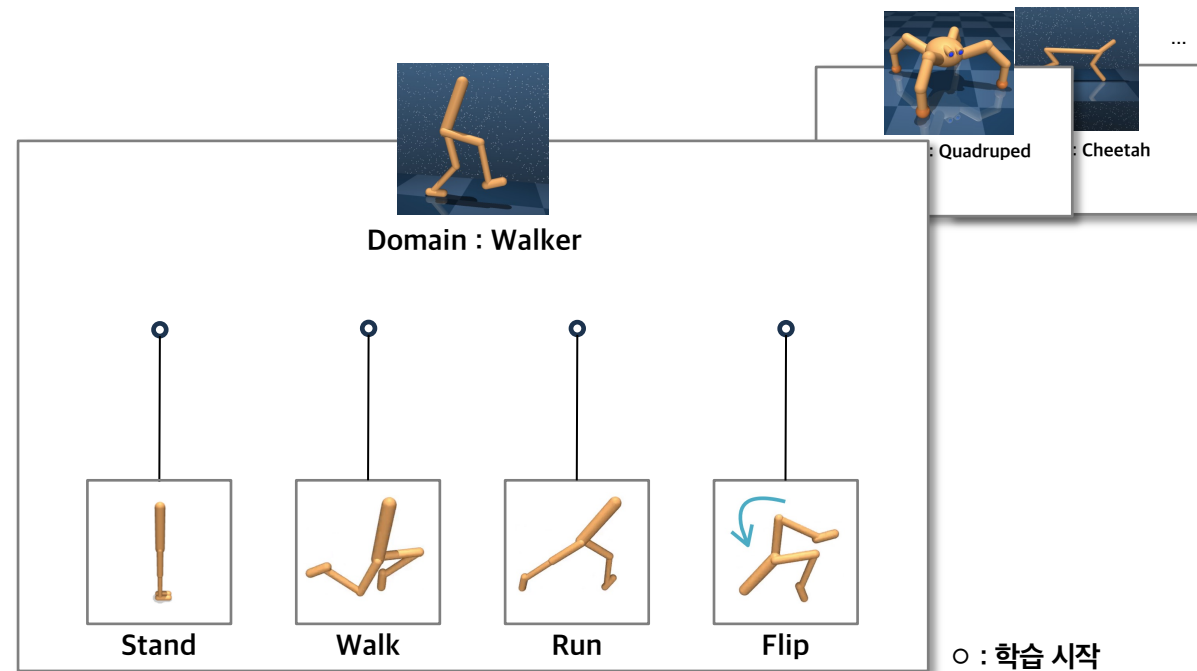 ...
: Quadruped
: Cheetah
Domain : Walker
Stand
Walk
Run
Flip
○ : 학습 시작